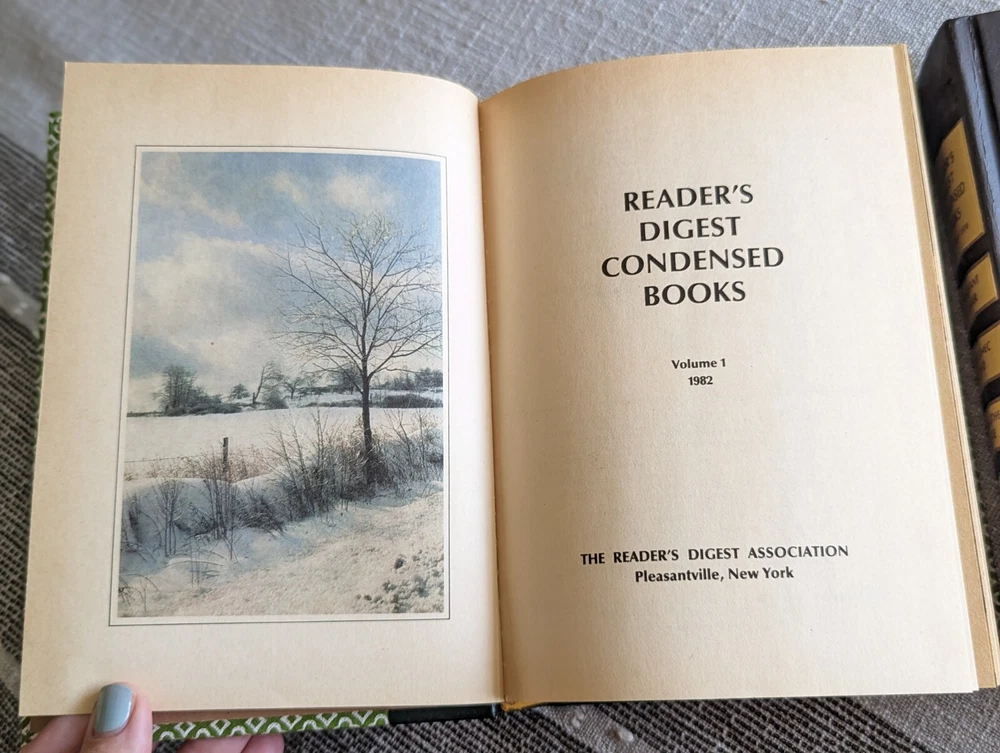 READER'S
DIGEST
CONDENSED
BOOKS
Volume 1
1982
THE READER'S DIGEST ASSOCIATION
Pleasantville, New York